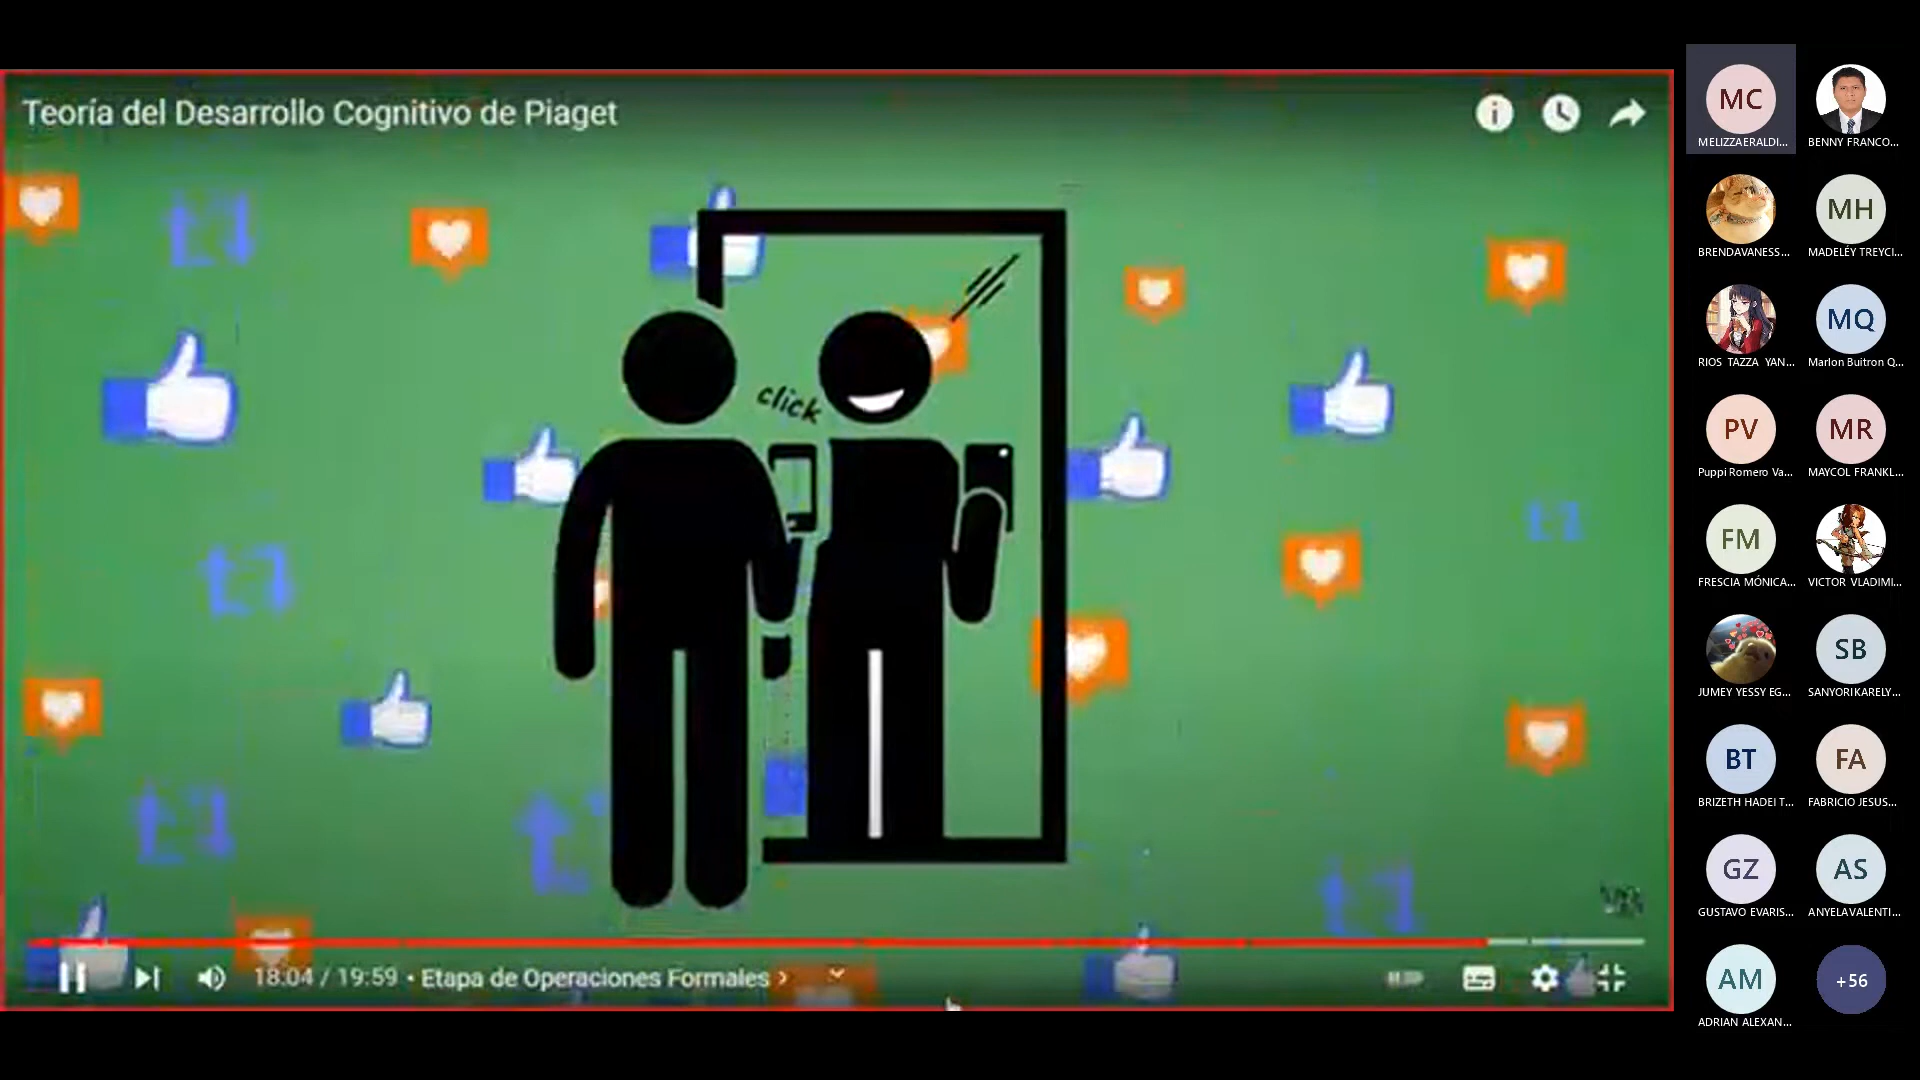 Teoría del Desarrollo Cognitivo de Piaget
click
18:04 / 19:59 • Etapa de Operaciones Formales ›
MC
MELIZZAERALDI...
BENNY FRANCO...
BRENDAVANESS...
MH
MADELÉY TREYCI...
RIOS TAZZA YAN...
MQ
Marlon Buitron Q...
PV
Puppi Romero Va...
MR
MAYCOL FRANKL...
FM
FRESCIA MÓNICA...
VICTOR VLADIMI...
JUMEY YESSY EG...
SB
SANYORIKARELY...
BT
BRIZETH HADEI T...
FA
FABRICIO JESUS...
GZ
GUSTAVO EVARIS...
AS
ANYELAVALENTI...
AM
ADRIAN ALEXAN...
+56